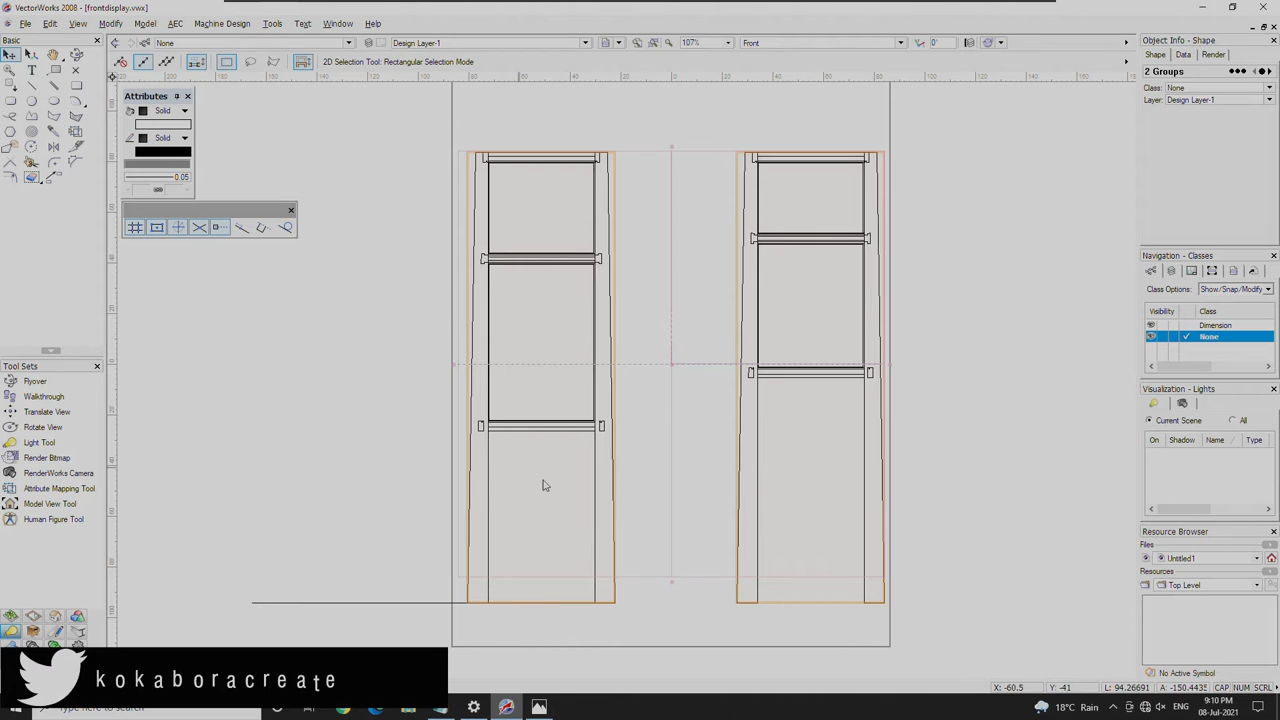 VectorWorks 2008 - [frontdisplay.vwx]
File Edit View Modify Model AEC Machine Design Tools Text Window Help
Basic
None
Design Layer-1
107%
Front
0°
2D Selection Tool: Rectangular Selection Mode
Attributes
Solid
Solid
0.05
Tool Sets
Flyover
Walkthrough
Translate View
Rotate View
Light Tool
Render Bitmap
RenderWorks Camera
Attribute Mapping Tool
Model View Tool
Human Figure Tool
Object Info - Shape
Shape Data Render
2 Groups
Class: None
Layer: Design Layer-1
Navigation - Classes
Class Options: Show/Snap/Modify
Visibility Class
Dimension
None
Visualization - Lights
Current Scene All
On Shadow Name Type
Resource Browser
Files
Untitled1
Resources
Top Level
No Active Symbol
X: -60.5 Y: -41 L: 94.26691 A: -150.4435 CAP NUM SCRL
kokaboracreate
Type here to search
18°C Rain ENG
9:10 PM
08-Jul-2021